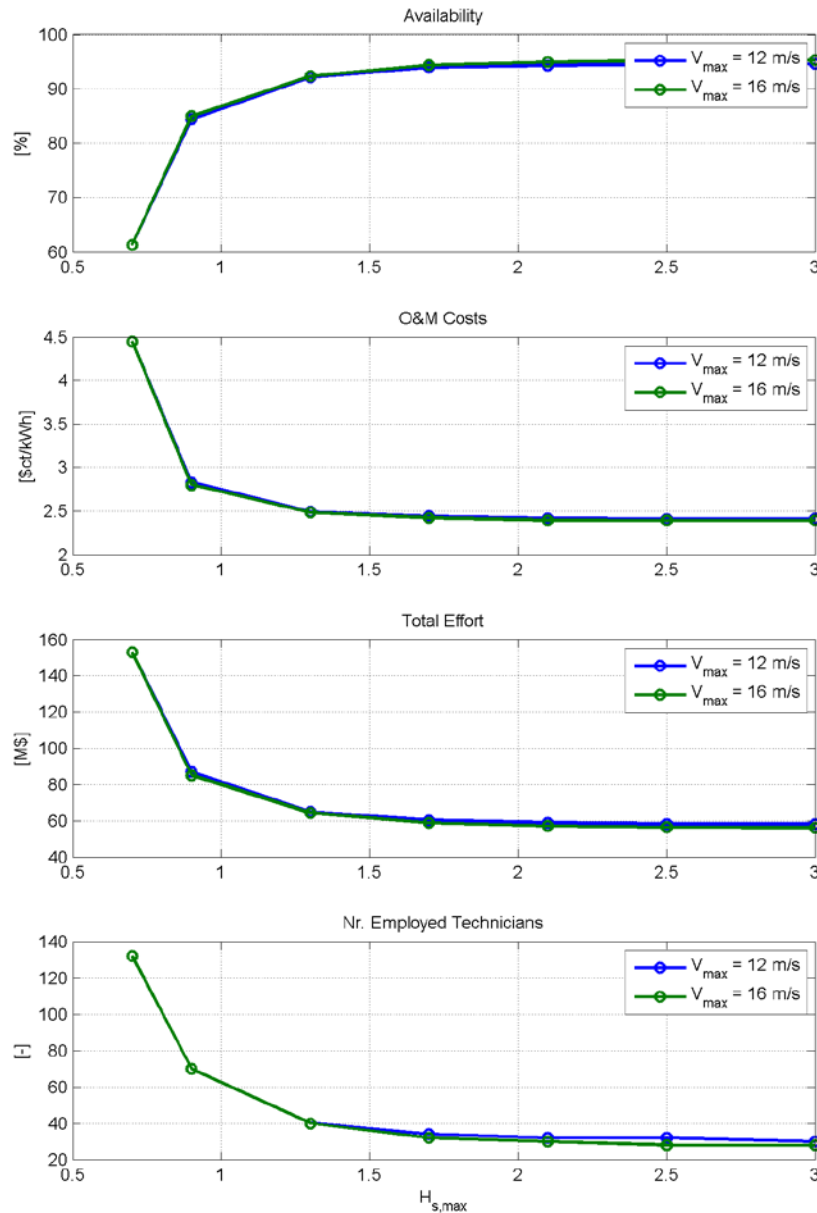 Availability
100
90
80
70
60
[%]
V_max = 12 m/s
V_max = 16 m/s
0.5 1 1.5 2 2.5 3
O&M Costs
4.5
4
3.5
3
2.5
2
[$ct/kWh]
V_max = 12 m/s
V_max = 16 m/s
0.5 1 1.5 2 2.5 3
Total Effort
160
140
120
100
80
60
40
[M$]
V_max = 12 m/s
V_max = 16 m/s
0.5 1 1.5 2 2.5 3
Nr. Employed Technicians
140
120
100
80
60
40
20
[-]
V_max = 12 m/s
V_max = 16 m/s
0.5 1 1.5 2 2.5 3
H_s,max